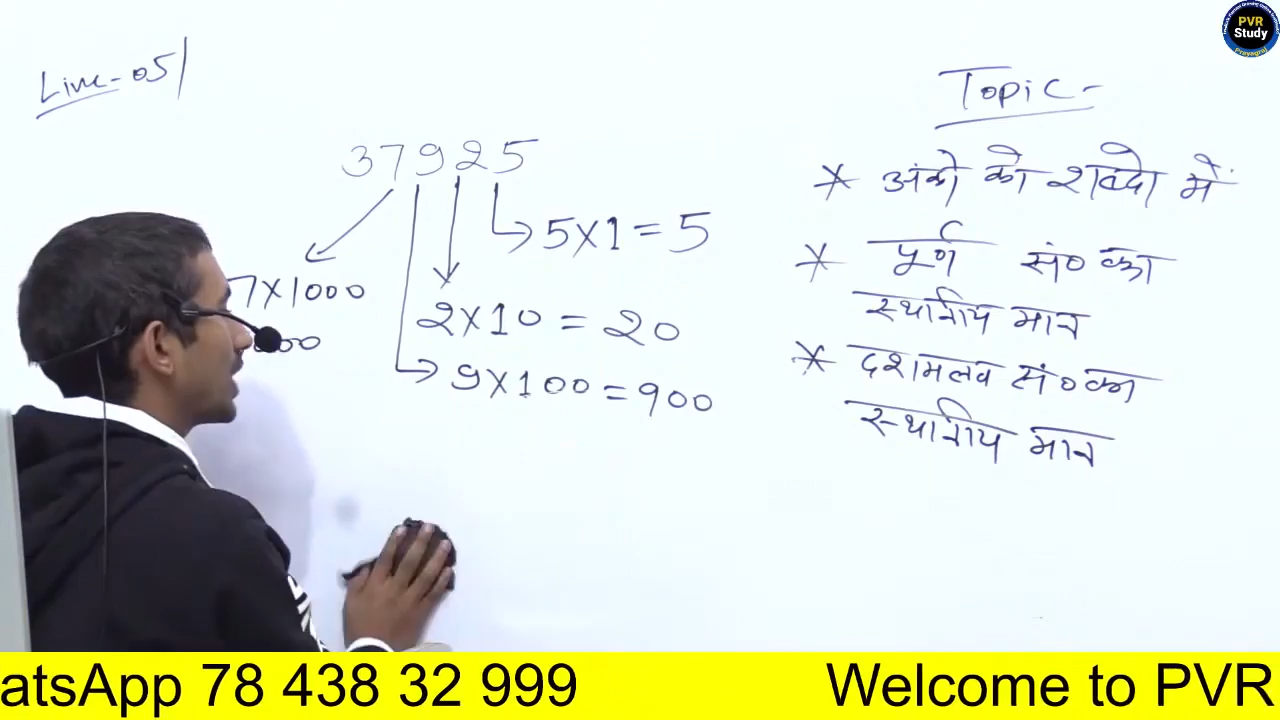 Live-05
37925
5×1=5
7×1000
2×10=20
9×100=900
Topic-
* अंको को शब्दो में
* पूर्ण सं० का
स्थानीय मान
* दशमलव सं० का
स्थानीय मान
PVR
Study
Prayagraj
atsApp 78 438 32 999
Welcome to PVR